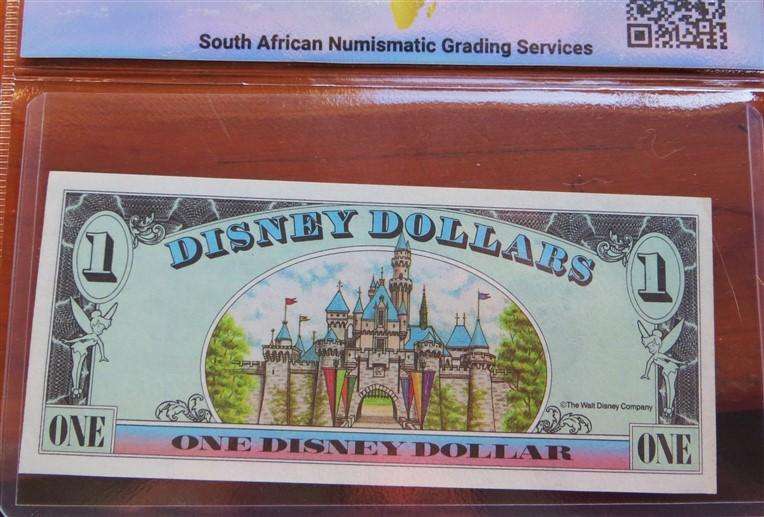 South African Numismatic Grading Services
1
DISNEY DOLLARS
1
©The Walt Disney Company
ONE
ONE DISNEY DOLLAR
ONE